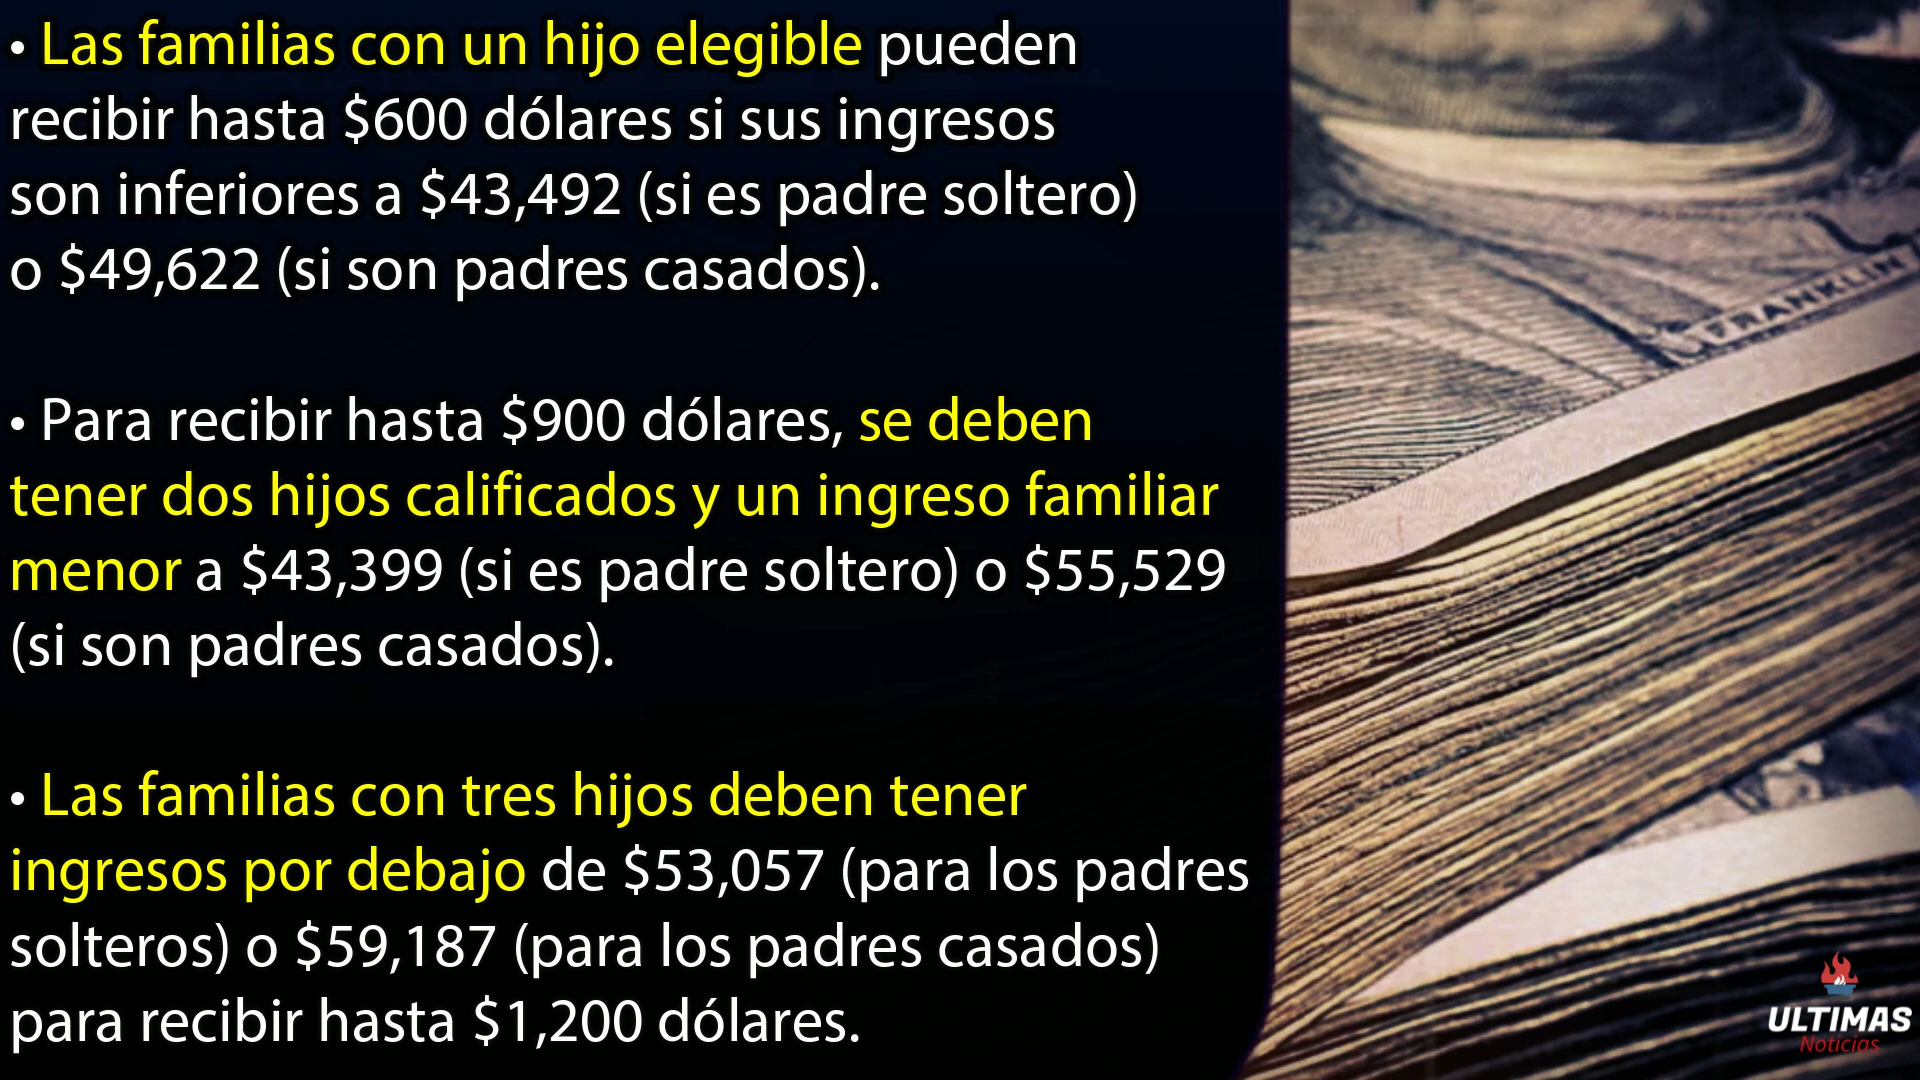 • Las familias con un hijo elegible pueden
recibir hasta $600 dólares si sus ingresos
son inferiores a $43,492 (si es padre soltero)
o $49,622 (si son padres casados).
• Para recibir hasta $900 dólares, se deben
tener dos hijos calificados y un ingreso familiar
menor a $43,399 (si es padre soltero) o $55,529
(si son padres casados).
• Las familias con tres hijos deben tener
ingresos por debajo de $53,057 (para los padres
solteros) o $59,187 (para los padres casados)
para recibir hasta $1,200 dólares.
FRANKLIN
ULTIMAS
Noticias